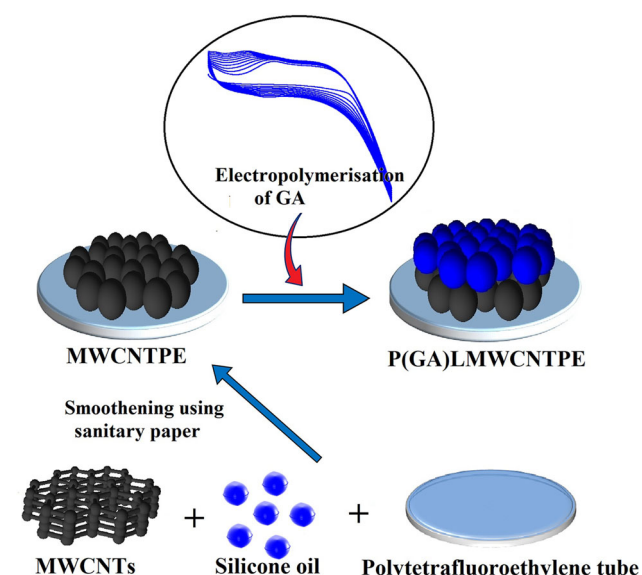 Electropolymerisation
of GA
MWCNTPE
P(GA)LMWCNTPE
Smoothening using
sanitary paper
+
+
MWCNTs
Silicone oil
Polytetrafluoroethylene tube